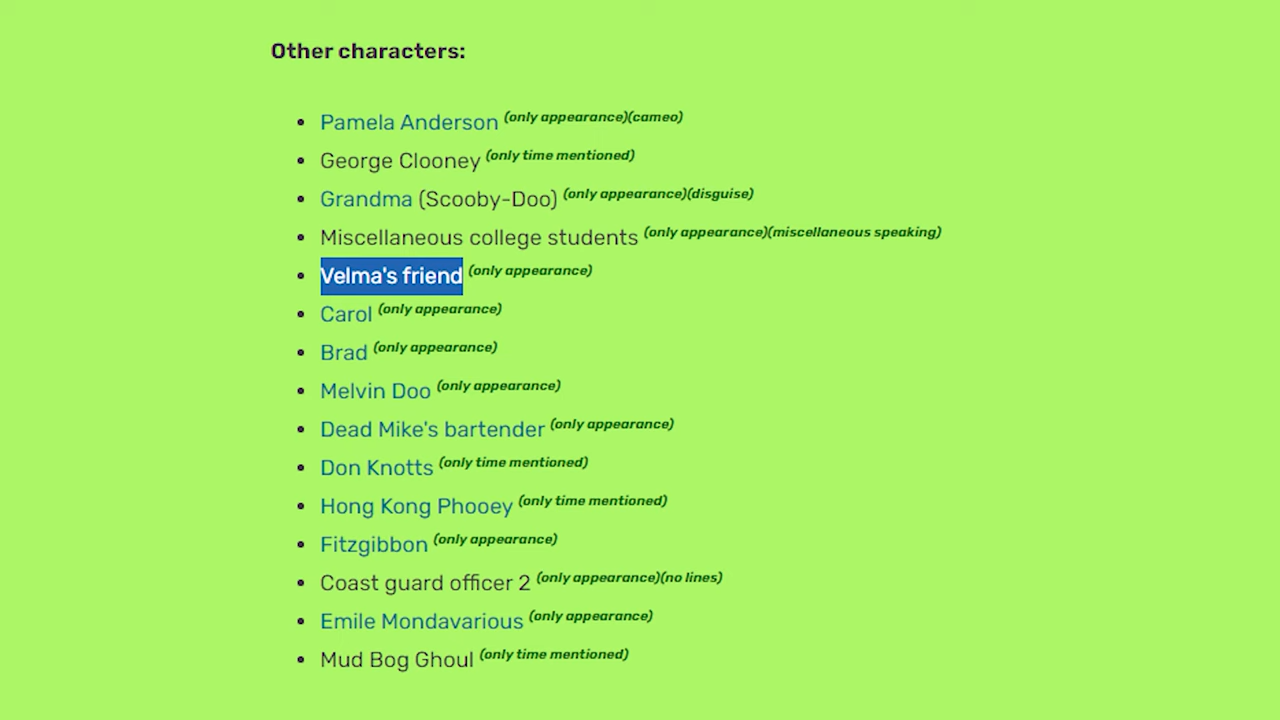 Other characters:
Pamela Anderson (only appearance)(cameo)
George Clooney (only time mentioned)
Grandma (Scooby-Doo) (only appearance)(disguise)
Miscellaneous college students (only appearance)(miscellaneous speaking)
Velma's friend (only appearance)
Carol (only appearance)
Brad (only appearance)
Melvin Doo (only appearance)
Dead Mike's bartender (only appearance)
Don Knotts (only time mentioned)
Hong Kong Phooey (only time mentioned)
Fitzgibbon (only appearance)
Coast guard officer 2 (only appearance)(no lines)
Emile Mondavarious (only appearance)
Mud Bog Ghoul (only time mentioned)